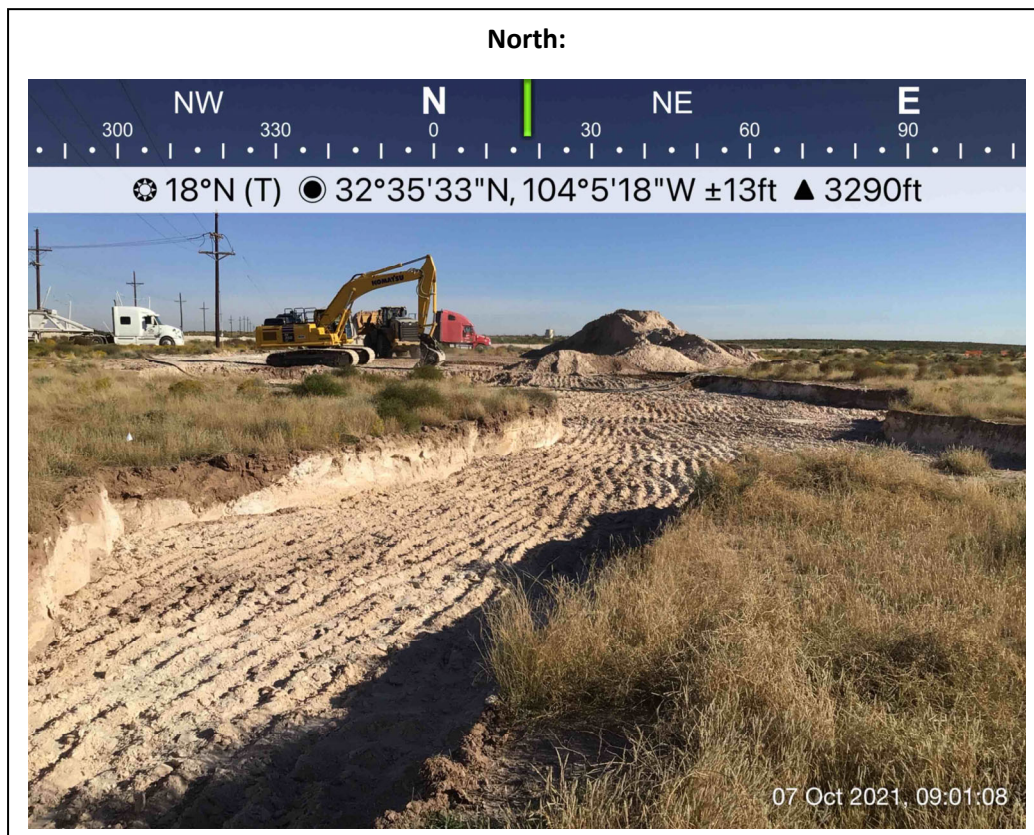 North:
NW N NE E
300 330 0 30 60 90
18°N (T) 32°35'33"N, 104°5'18"W ±13ft ▲ 3290ft
KOMATSU
07 Oct 2021, 09:01:08